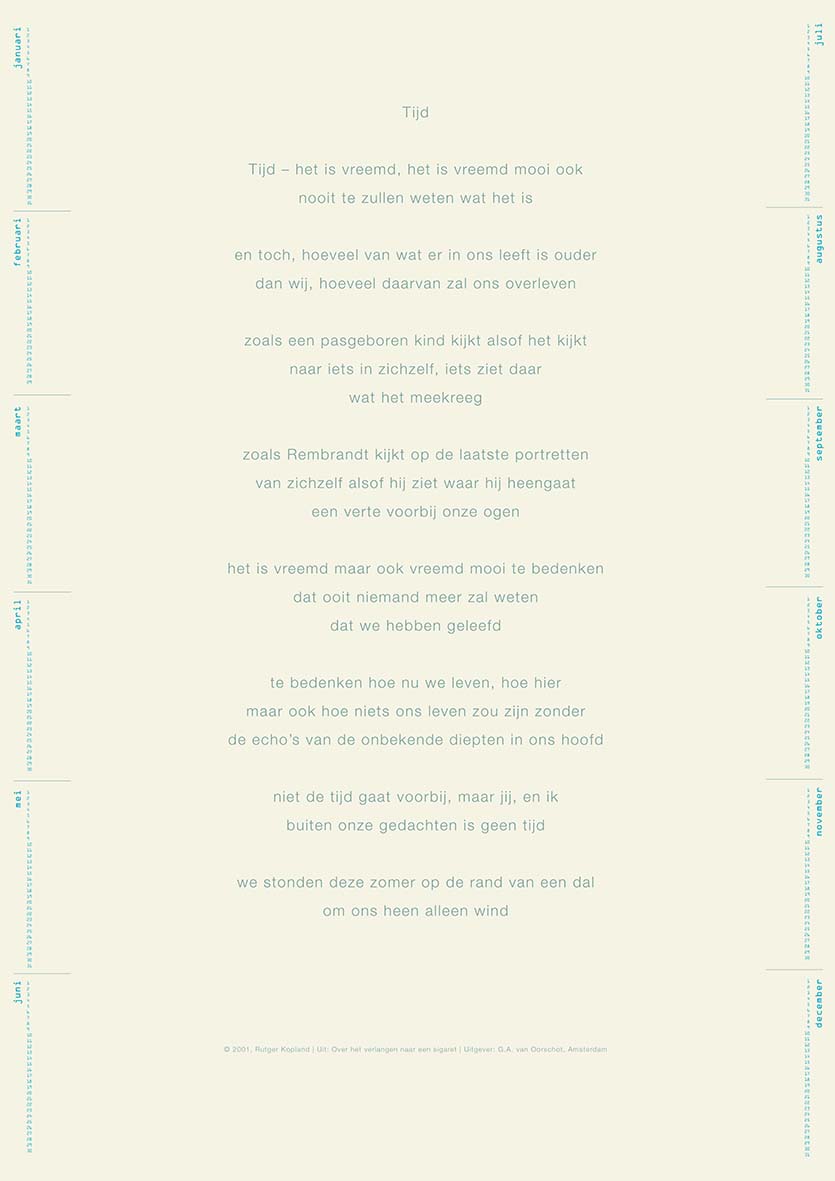 Tijd
Tijd – het is vreemd, het is vreemd mooi ook
nooit te zullen weten wat het is
en toch, hoeveel van wat er in ons leeft is ouder
dan wij, hoeveel daarvan zal ons overleven
zoals een pasgeboren kind kijkt alsof het kijkt
naar iets in zichzelf, iets ziet daar
wat het meekreeg
zoals Rembrandt kijkt op de laatste portretten
van zichzelf alsof hij ziet waar hij heengaat
een verte voorbij onze ogen
het is vreemd maar ook vreemd mooi te bedenken
dat ooit niemand meer zal weten
dat we hebben geleefd
te bedenken hoe nu we leven, hoe hier
maar ook hoe niets ons leven zou zijn zonder
de echo's van de onbekende diepten in ons hoofd
niet de tijd gaat voorbij, maar jij, en ik
buiten onze gedachten is geen tijd
we stonden deze zomer op de rand van een dal
om ons heen alleen wind
© 2001, Rutger Kopland | Uit: Over het verlangen naar een sigaret | Uitgever: G.A. van Oorschot, Amsterdam
januari
februari
maart
april
mei
juni
juli
augustus
september
oktober
november
december